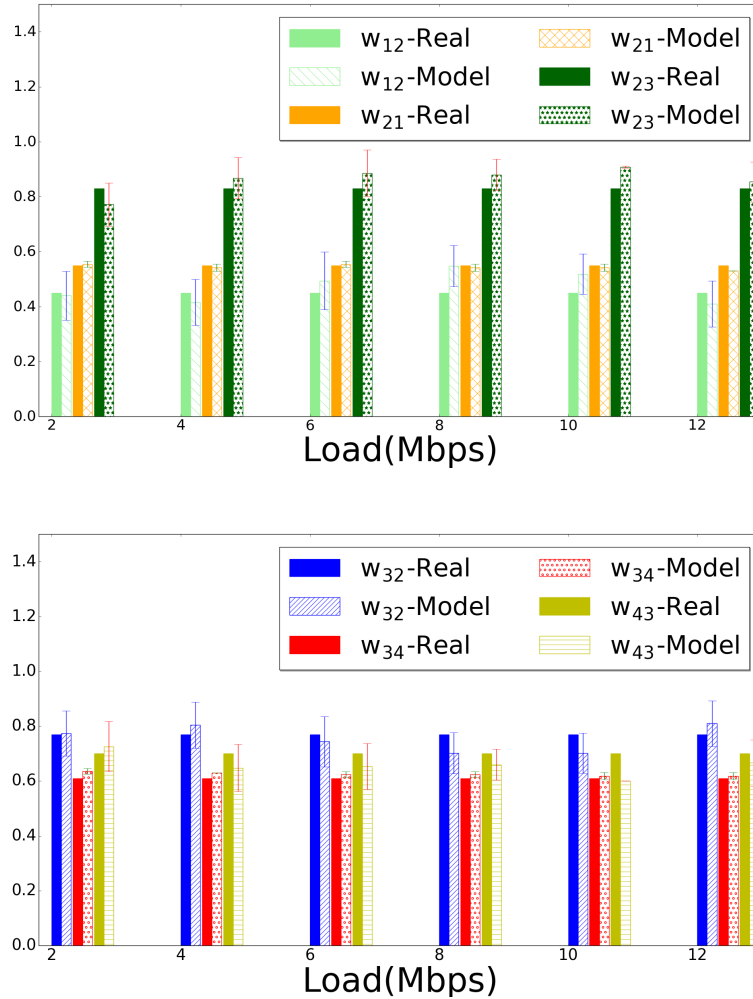 1.4
w12-Real w21-Model
1.2
w12-Model w23-Real
1.0
w21-Real w23-Model
0.8
0.6
0.4
0.2
0.0
2 4 6 8 10 12
Load(Mbps)
1.4
w32-Real w34-Model
1.2
w32-Model w43-Real
1.0
w34-Real w43-Model
0.8
0.6
0.4
0.2
0.0
2 4 6 8 10 12
Load(Mbps)